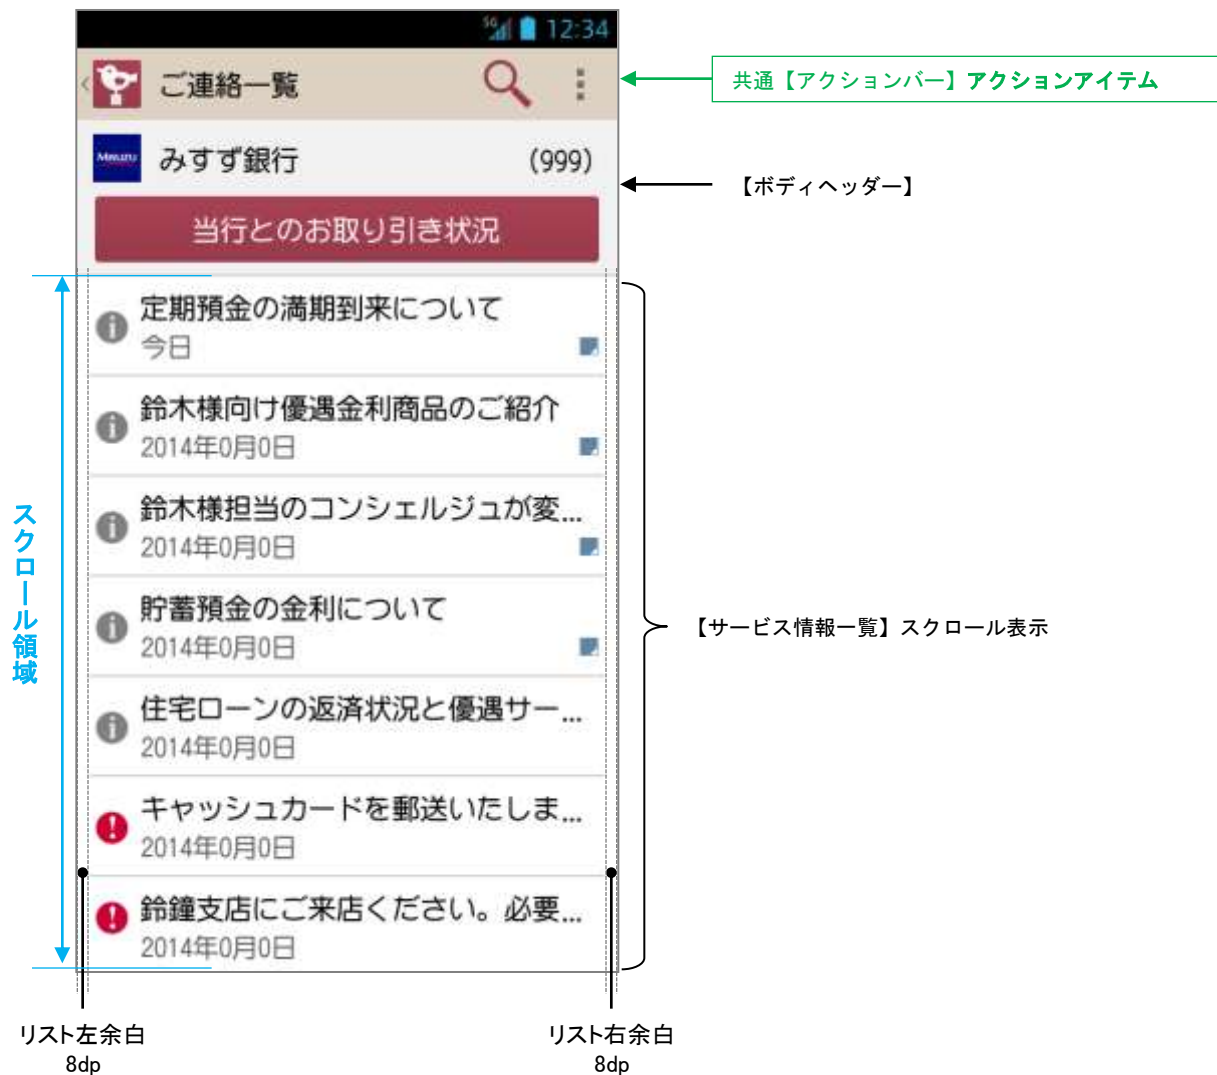 5G 12:34
ご連絡一覧
共通【アクションバー】アクションアイテム
みすず銀行 (999)
【ボディヘッダー】
当行とのお取り引き状況
定期預金の満期到来について
今日
鈴木様向け優遇金利商品のご紹介
2014年0月0日
鈴木様担当のコンシェルジュが変...
2014年0月0日
スクロール領域
貯蓄預金の金利について
2014年0月0日
【サービス情報一覧】スクロール表示
住宅ローンの返済状況と優遇サー...
2014年0月0日
キャッシュカードを郵送いたしま...
2014年0月0日
鈴鐘支店にご来店ください。必要...
2014年0月0日
リスト左余白
8dp
リスト右余白
8dp